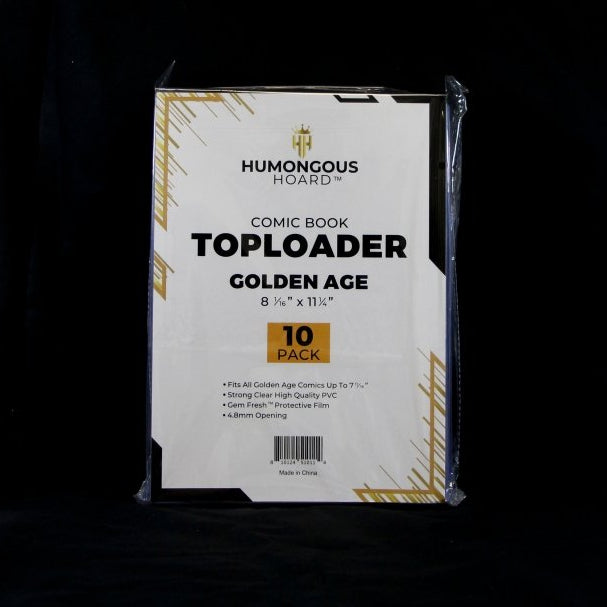 HUMONGOUS
HOARD™
COMIC BOOK
TOPLOADER
GOLDEN AGE
8 1/16" x 11 1/4"
10
PACK
• Fits All Golden Age Comics Up To 7
• Strong Clear High Quality PVC
• Gem Fresh™ Protective Film
• 4.8mm Opening
Made in China